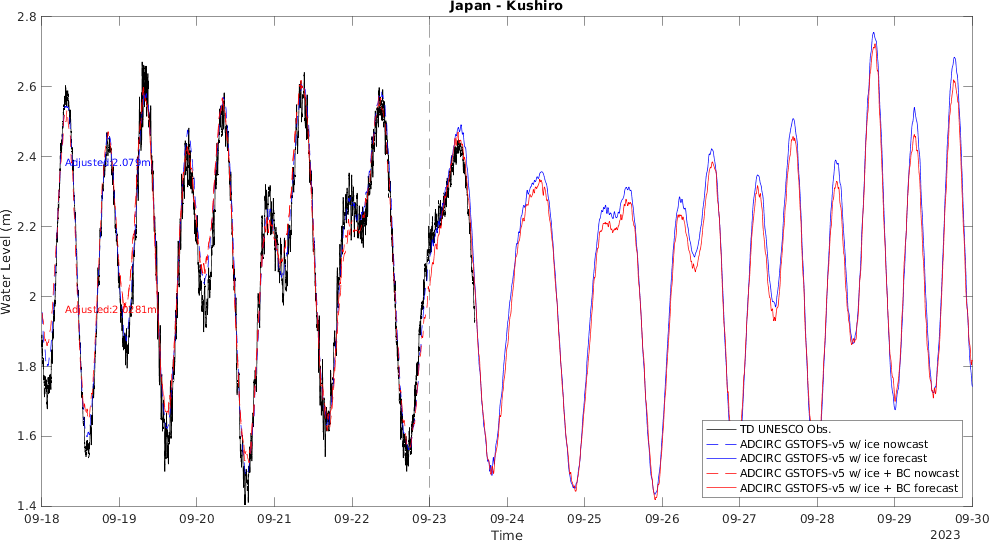 Japan - Kushiro
Water Level (m)
2.8
2.6
2.4
2.2
2
1.8
1.6
1.4
Adjusted:2.079m
Adjusted:2.0281m
TD UNESCO Obs.
ADCIRC GSTOFS-v5 w/ ice nowcast
ADCIRC GSTOFS-v5 w/ ice forecast
ADCIRC GSTOFS-v5 w/ ice + BC nowcast
ADCIRC GSTOFS-v5 w/ ice + BC forecast
09-18 09-19 09-20 09-21 09-22 09-23 09-24 09-25 09-26 09-27 09-28 09-29 09-30
Time
2023